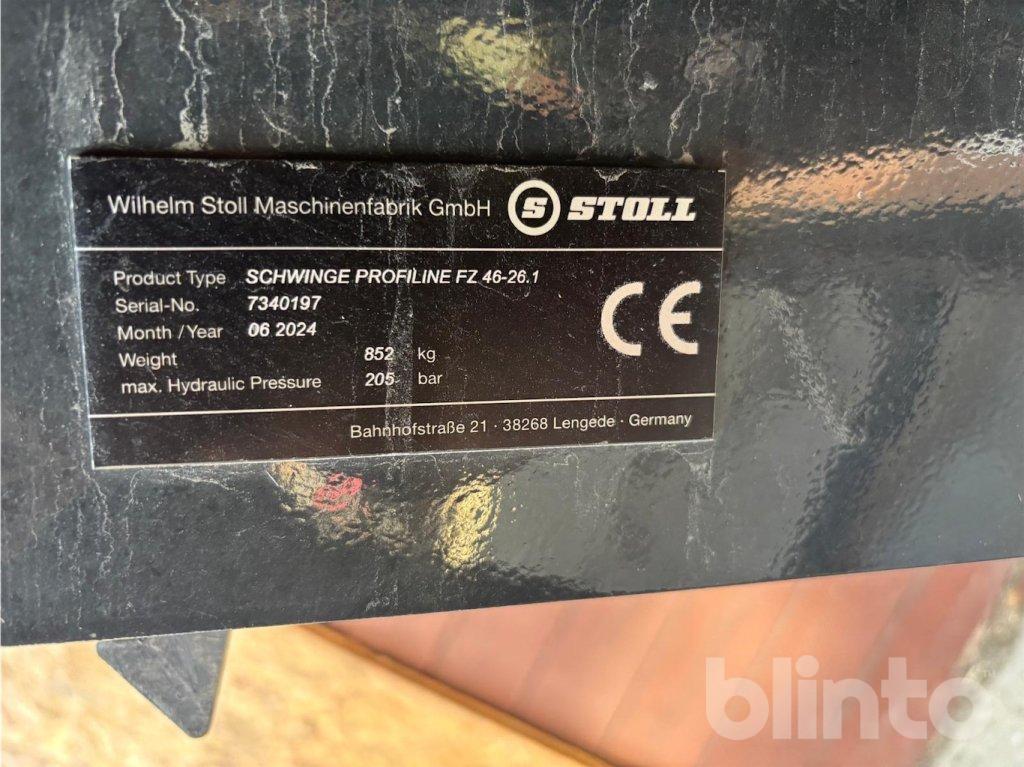 Wilhelm Stoll Maschinenfabrik GmbH S STOLL
Product Type SCHWINGE PROFILINE FZ 46-26.1
Serial-No. 7340197
Month / Year 06 2024
Weight 852 kg
max. Hydraulic Pressure 205 bar
CE
Bahnhofstraße 21 · 38268 Lengede · Germany
blinto